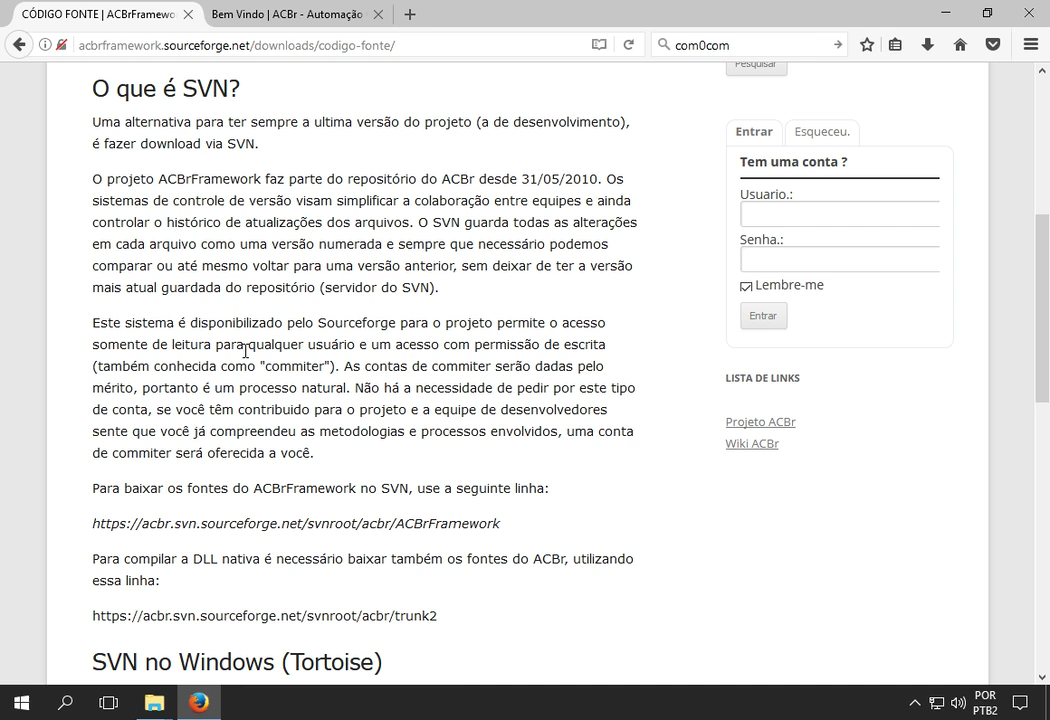 CÓDIGO FONTE | ACBrFramewo
Bem Vindo | ACBr - Automação
acbrframework.sourceforge.net/downloads/codigo-fonte/
com0com
O que é SVN?
Uma alternativa para ter sempre a ultima versão do projeto (a de desenvolvimento),
é fazer download via SVN.
O projeto ACBrFramework faz parte do repositório do ACBr desde 31/05/2010. Os
sistemas de controle de versão visam simplificar a colaboração entre equipes e ainda
controlar o histórico de atualizações dos arquivos. O SVN guarda todas as alterações
em cada arquivo como uma versão numerada e sempre que necessário podemos
comparar ou até mesmo voltar para uma versão anterior, sem deixar de ter a versão
mais atual guardada do repositório (servidor do SVN).
Este sistema é disponibilizado pelo Sourceforge para o projeto permite o acesso
somente de leitura para qualquer usuário e um acesso com permissão de escrita
(também conhecida como "commiter"). As contas de commiter serão dadas pelo
mérito, portanto é um processo natural. Não há a necessidade de pedir por este tipo
de conta, se você têm contribuido para o projeto e a equipe de desenvolvedores
sente que você já compreendeu as metodologias e processos envolvidos, uma conta
de commiter será oferecida a você.
Para baixar os fontes do ACBrFramework no SVN, use a seguinte linha:
https://acbr.svn.sourceforge.net/svnroot/acbr/ACBrFramework
Para compilar a DLL nativa é necessário baixar também os fontes do ACBr, utilizando
essa linha:
https://acbr.svn.sourceforge.net/svnroot/acbr/trunk2
SVN no Windows (Tortoise)
Pesquisar
Entrar
Esqueceu.
Tem uma conta ?
Usuario.:
Senha.:
Lembre-me
Entrar
LISTA DE LINKS
Projeto ACBr
Wiki ACBr
POR
PTB2